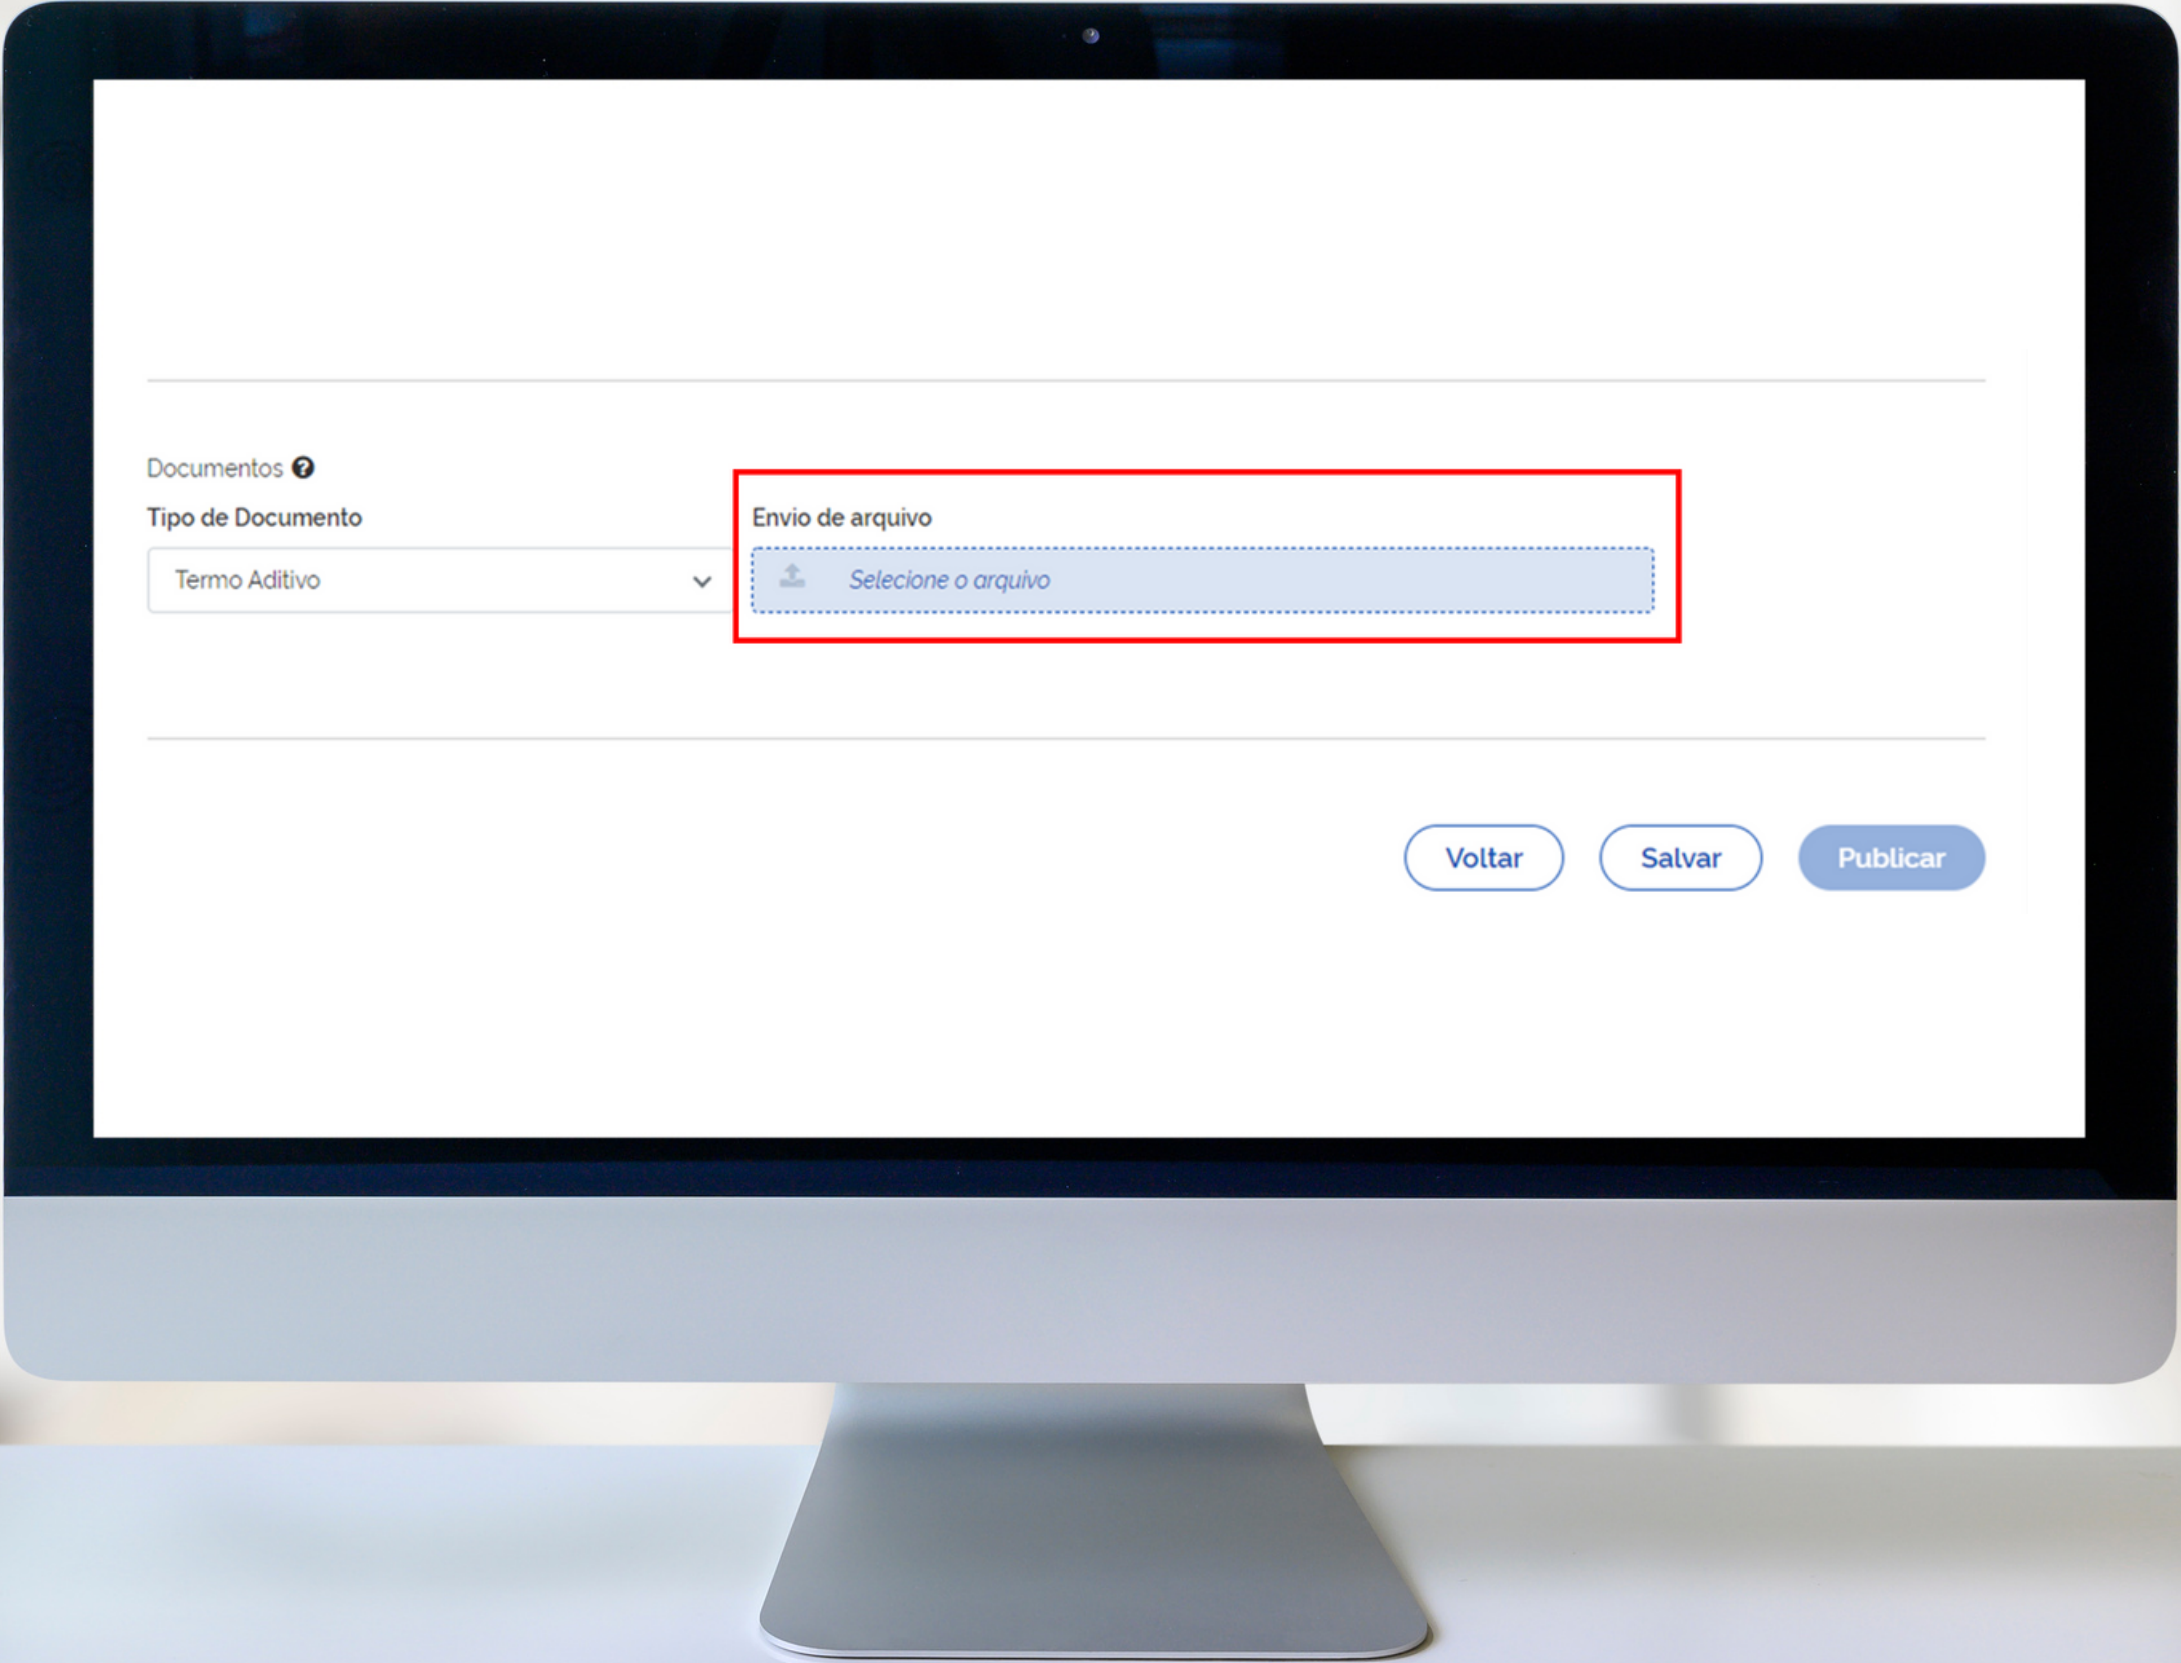 Documentos
Tipo de Documento
Envio de arquivo
Termo Aditivo
Selecione o arquivo
Voltar
Salvar
Publicar